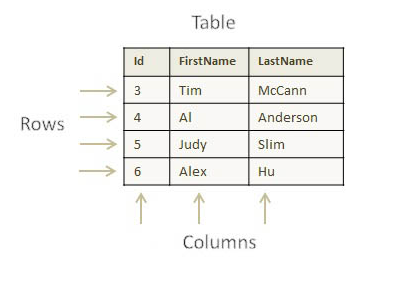 Table
Id FirstName LastName
3 Tim McCann
Rows
4 Al Anderson
5 Judy Slim
6 Alex Hu
Columns